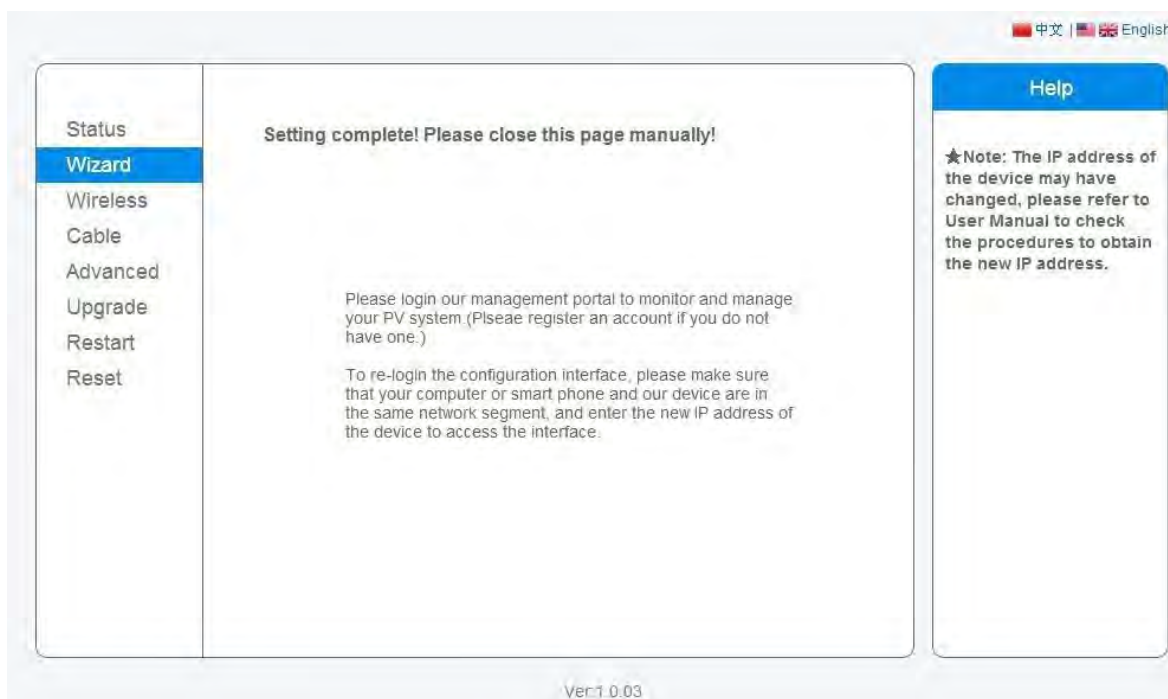 中文 | English
Status
Wizard
Wireless
Cable
Advanced
Upgrade
Restart
Reset
Setting complete! Please close this page manually!
Please login our management portal to monitor and manage
your PV system.(Plseae register an account if you do not
have one.)
To re-login the configuration interface, please make sure
that your computer or smart phone and our device are in
the same network segment, and enter the new IP address of
the device to access the interface.
Help
★Note: The IP address of
the device may have
changed, please refer to
User Manual to check
the procedures to obtain
the new IP address.
Ver:1.0.03